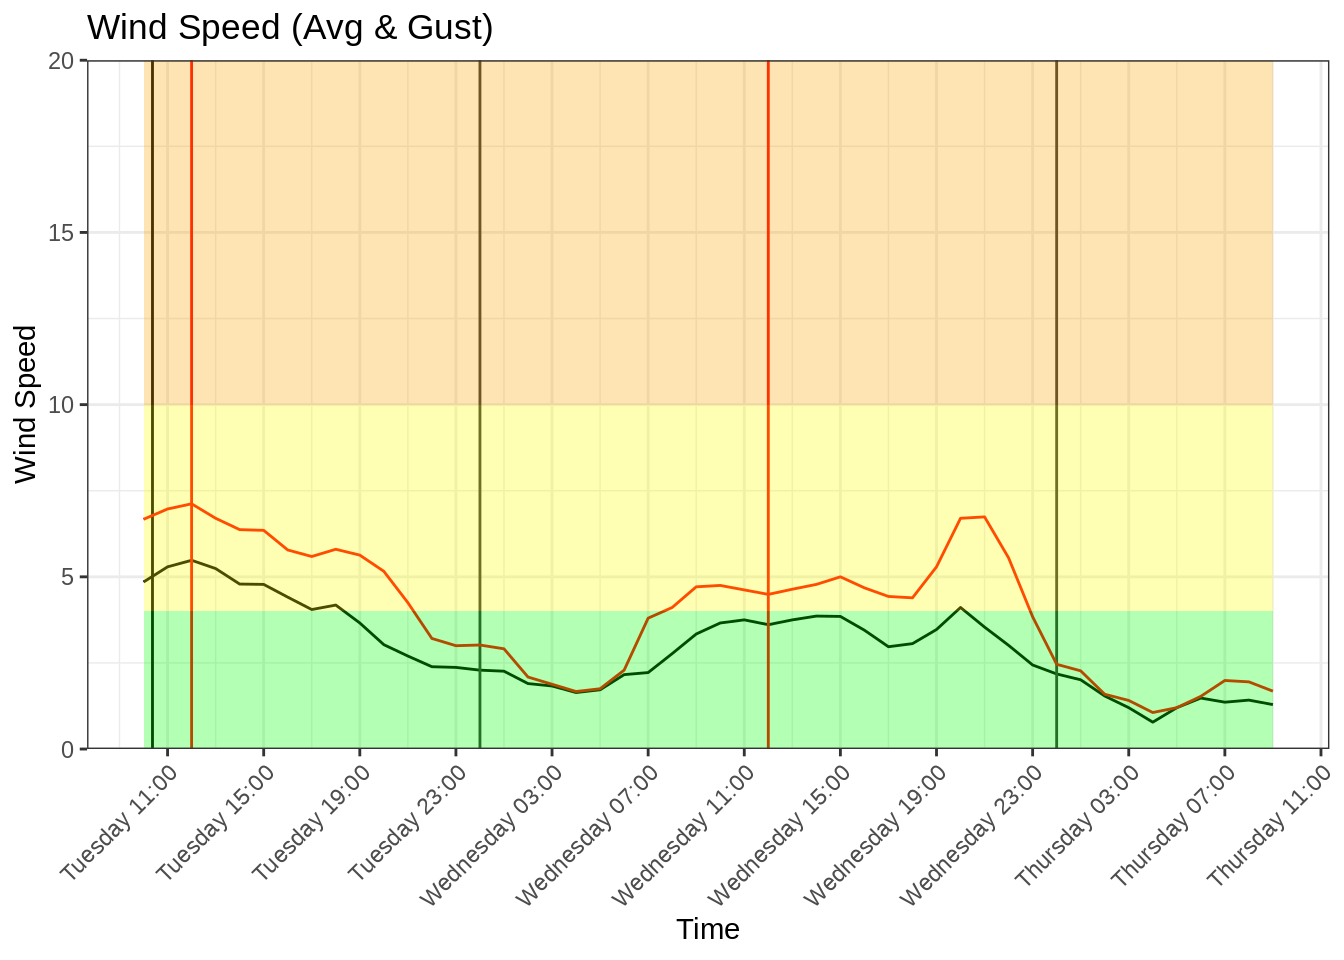 Wind Speed (Avg & Gust)
20
15
10
5
0
Wind Speed
Tuesday 11:00
Tuesday 15:00
Tuesday 19:00
Tuesday 23:00
Wednesday 03:00
Wednesday 07:00
Wednesday 11:00
Wednesday 15:00
Wednesday 19:00
Wednesday 23:00
Thursday 03:00
Thursday 07:00
Thursday 11:00
Time